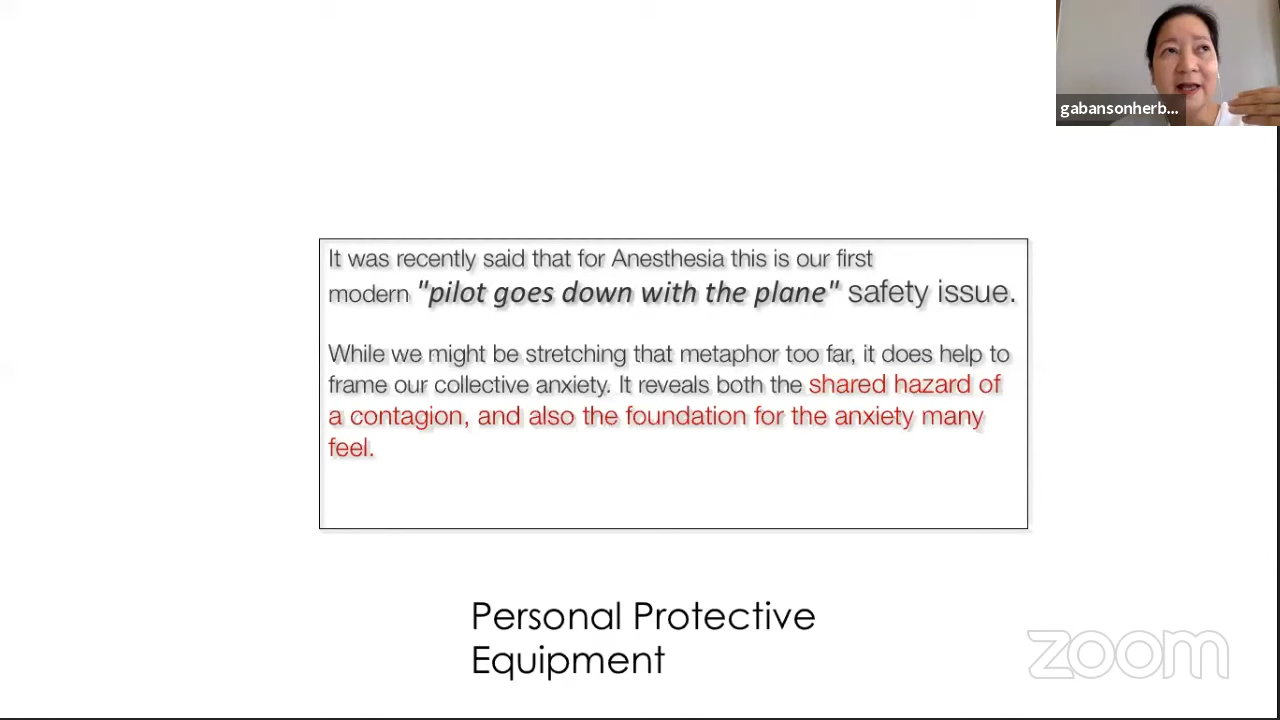 gabansonherb...
It was recently said that for Anesthesia this is our first
modern "pilot goes down with the plane" safety issue.
While we might be stretching that metaphor too far, it does help to
frame our collective anxiety. It reveals both the shared hazard of
a contagion, and also the foundation for the anxiety many
feel.
Personal Protective
Equipment
zoom